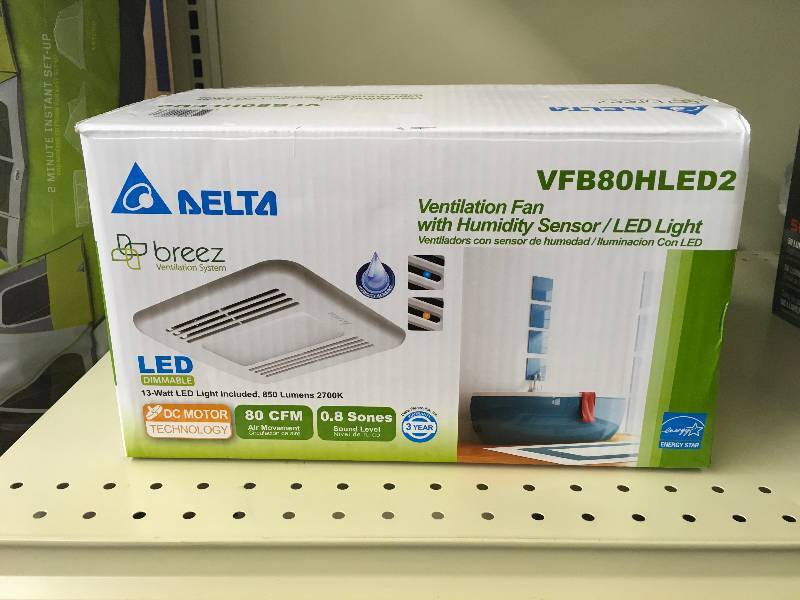 2 MINUTE INSTANT SET-UP
VFB80HLED2
DELTA
VFB80HLED2
Ventilation Fan
with Humidity Sensor / LED Light
Ventiladors con sensor de humedad / Iluminacion Con LED
breez
Ventilation System
LED
DIMMABLE
13-Watt LED Light Included, 850 Lumens 2700K
DC MOTOR
TECHNOLOGY
80 CFM
Air Movement
0.8 Sones
Sound Level
3 YEAR
energy
ENERGY STAR